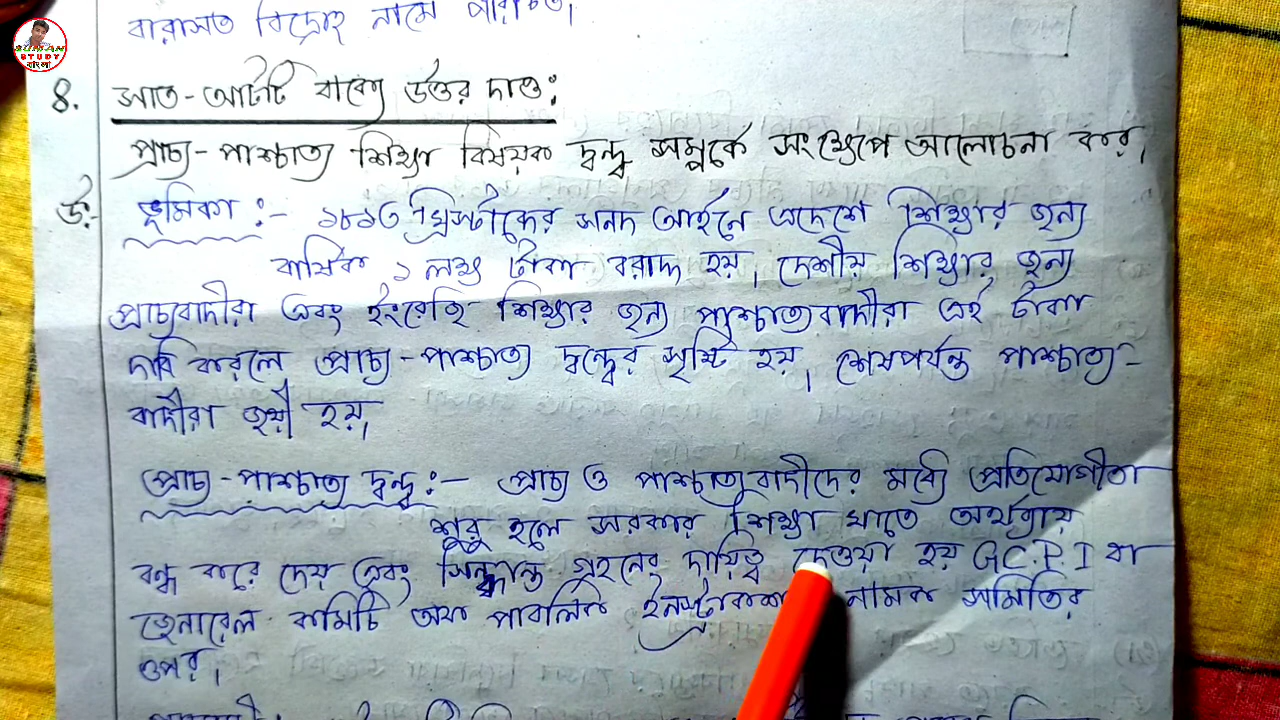 বারাসাত বিদ্রোহ নামে পরিচিত।
8. সাত-আটটি বাক্যে উত্তর দাও:
প্রাচ্য-পাশ্চাত্য শিক্ষা বিষয়ক দ্বন্দ্ব সম্পর্কে সংক্ষেপে আলোচনা কর।
উঃ- ভূমিকা :- ১৮১৩ খ্রিস্টাব্দের সনদ আইনে এদেশে শিক্ষার জন্য
বার্ষিক ১ লক্ষ টাকা বরাদ্দ হয়। দেশীয় শিক্ষার জন্য
প্রাচ্যবাদীরা এবং ইংরেজি শিক্ষার জন্য পাশ্চাত্যবাদীরা এই টাকা
দাবি করলে প্রাচ্য-পাশ্চাত্য দ্বন্দ্বের সৃষ্টি হয়। শেষপর্যন্ত পাশ্চাত্য-
বাদীরা জয়ী হয়।
প্রাচ্য-পাশ্চাত্য দ্বন্দ্ব :- প্রাচ্য ও পাশ্চাত্যবাদীদের মধ্যে প্রতিযোগীতা
শুরু হলে সরকার শিক্ষা খাতে অর্থব্যয়
বন্ধ করে দেয় এবং সিদ্ধান্ত গ্রহনের দায়িত্ব দেওয়া হয় G.C.P.I বা
জেনারেল কমিটি অফ পাবলিক নামক সমিতির
ওপর।
STUDY
বাংলা